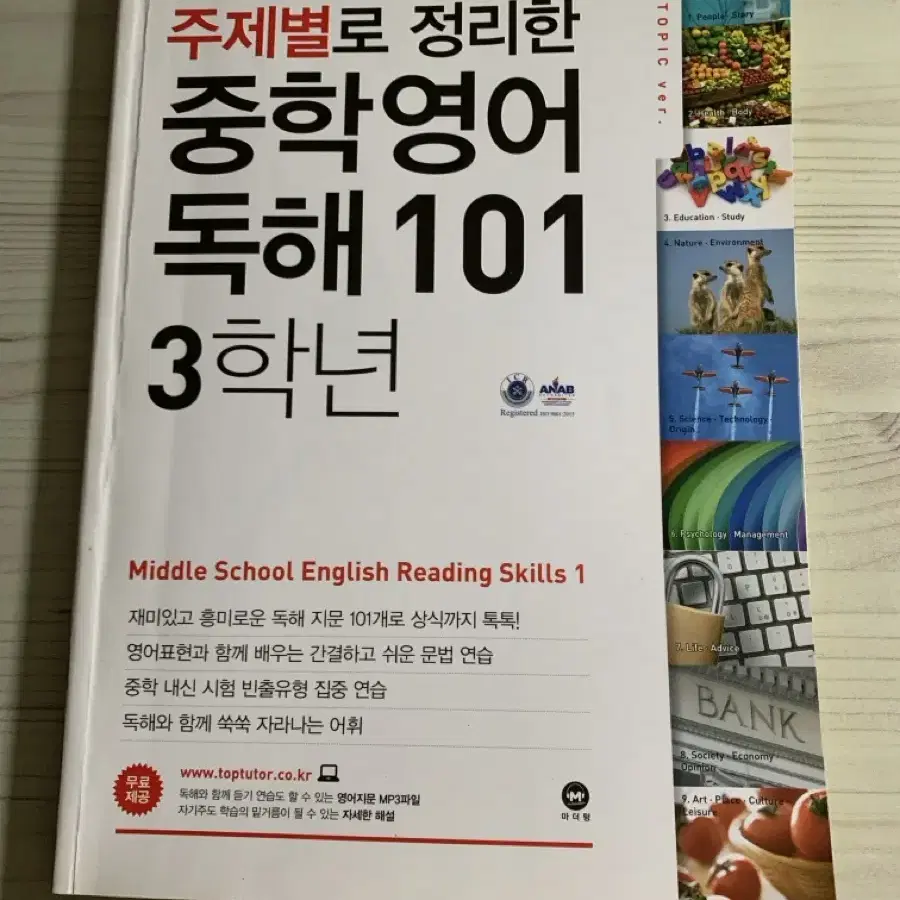 주제별로 정리한
중학영어
독해 101
3학년
TOPIC ver.
ICR
ANAB
Registered ISO 9001:2007
Middle School English Reading Skills 1
재미있고 흥미로운 독해 지문 101개로 상식까지 톡톡!
영어표현과 함께 배우는 간결하고 쉬운 문법 연습
중학 내신 시험 빈출유형 집중 연습
독해와 함께 쑥쑥 자라나는 어휘
무료
제공
www.toptutor.co.kr
독해와 함께 듣기 연습도 할 수 있는 영어지문 MP3파일
자기주도 학습의 밑거름이 될 수 있는 자세한 해설
M
마더텅
1. People · Story
2. Health · Body
3. Education · Study
4. Nature · Environment
5. Science · Technology ·
Origin
6. Psychology · Management
7. Life · Advice
BANK
8. Society · Economy ·
Opinion
9. Art · Place · Culture ·
Leisure